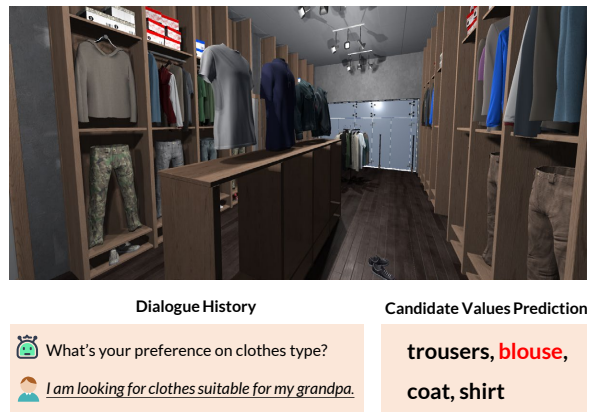 Dialogue History
What's your preference on clothes type?
I am looking for clothes suitable for my grandpa.
Candidate Values Prediction
trousers, blouse,
coat, shirt